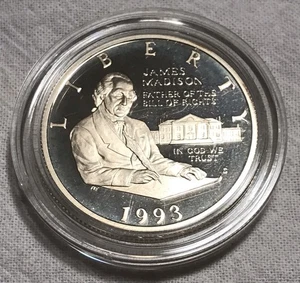 LIBERTY
JAMES
MADISON
FATHER OF THE
BILL OF RIGHTS
IN GOD WE
TRUST
1993